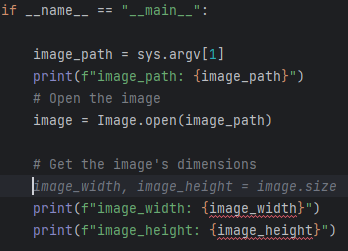 if __name__ == "__main__":
image_path = sys.argv[1]
print(f"image_path: {image_path}")
# Open the image
image = Image.open(image_path)
# Get the image's dimensions
image_width, image_height = image.size
print(f"image_width: {image_width}")
print(f"image_height: {image_height}")